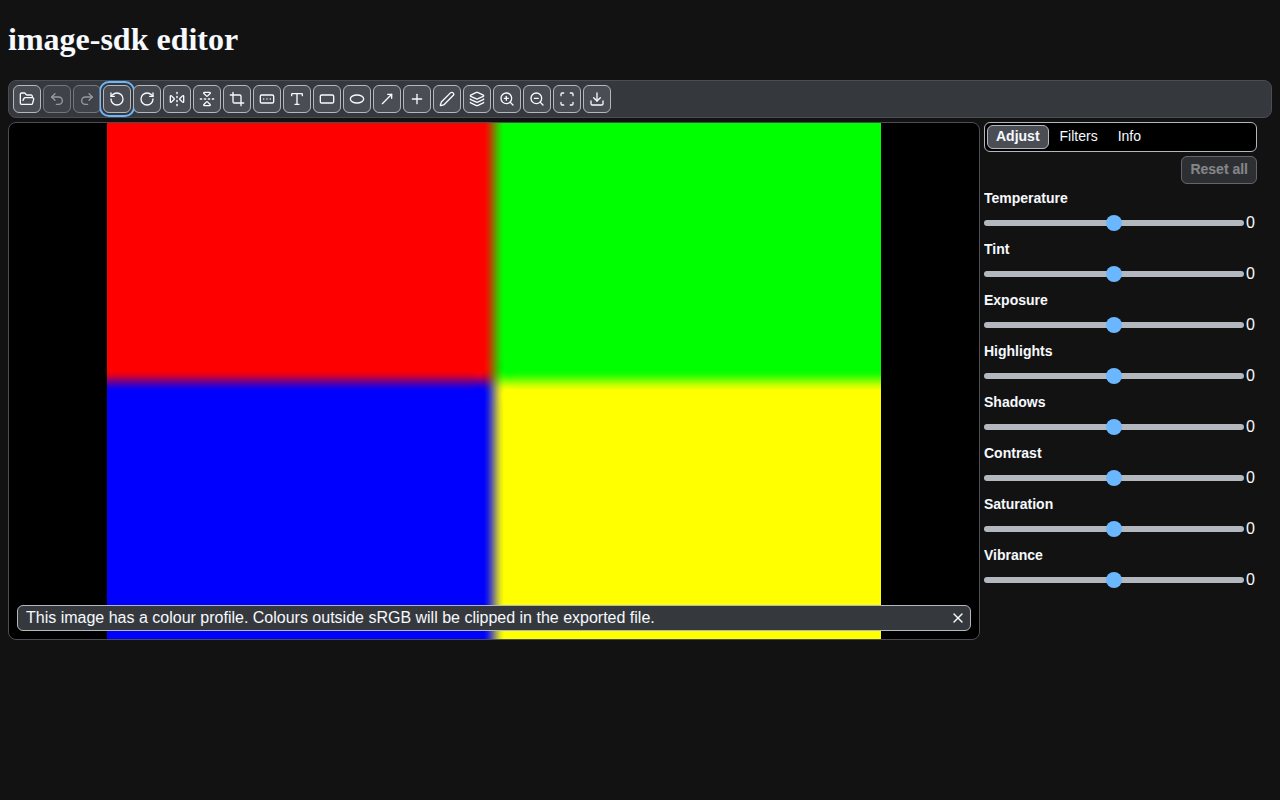 image-sdk editor
Adjust Filters Info
Reset all
Temperature
0
Tint
0
Exposure
0
Highlights
0
Shadows
0
Contrast
0
Saturation
0
Vibrance
0
This image has a colour profile. Colours outside sRGB will be clipped in the exported file.